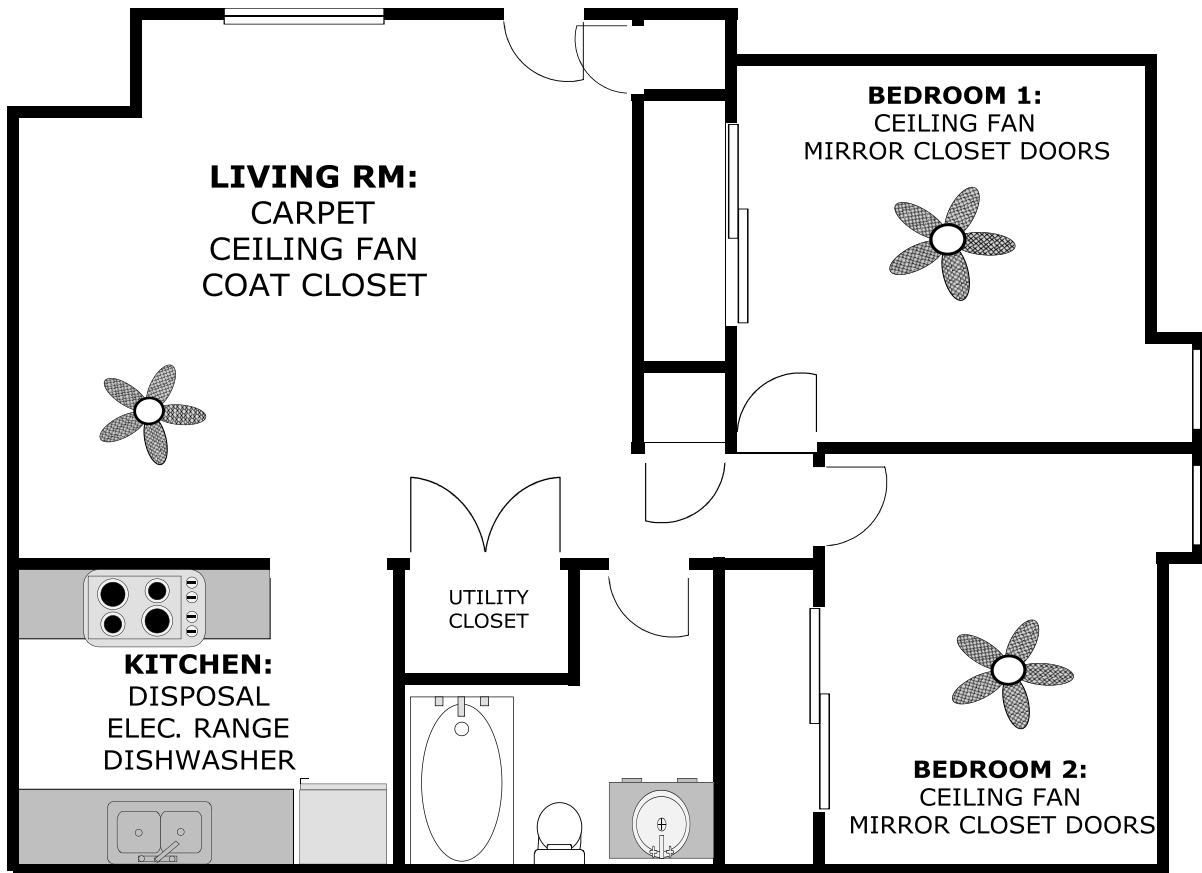 LIVING RM:
CARPET
CEILING FAN
COAT CLOSET
BEDROOM 1:
CEILING FAN
MIRROR CLOSET DOORS
UTILITY
CLOSET
KITCHEN:
DISPOSAL
ELEC. RANGE
DISHWASHER
BEDROOM 2:
CEILING FAN
MIRROR CLOSET DOORS